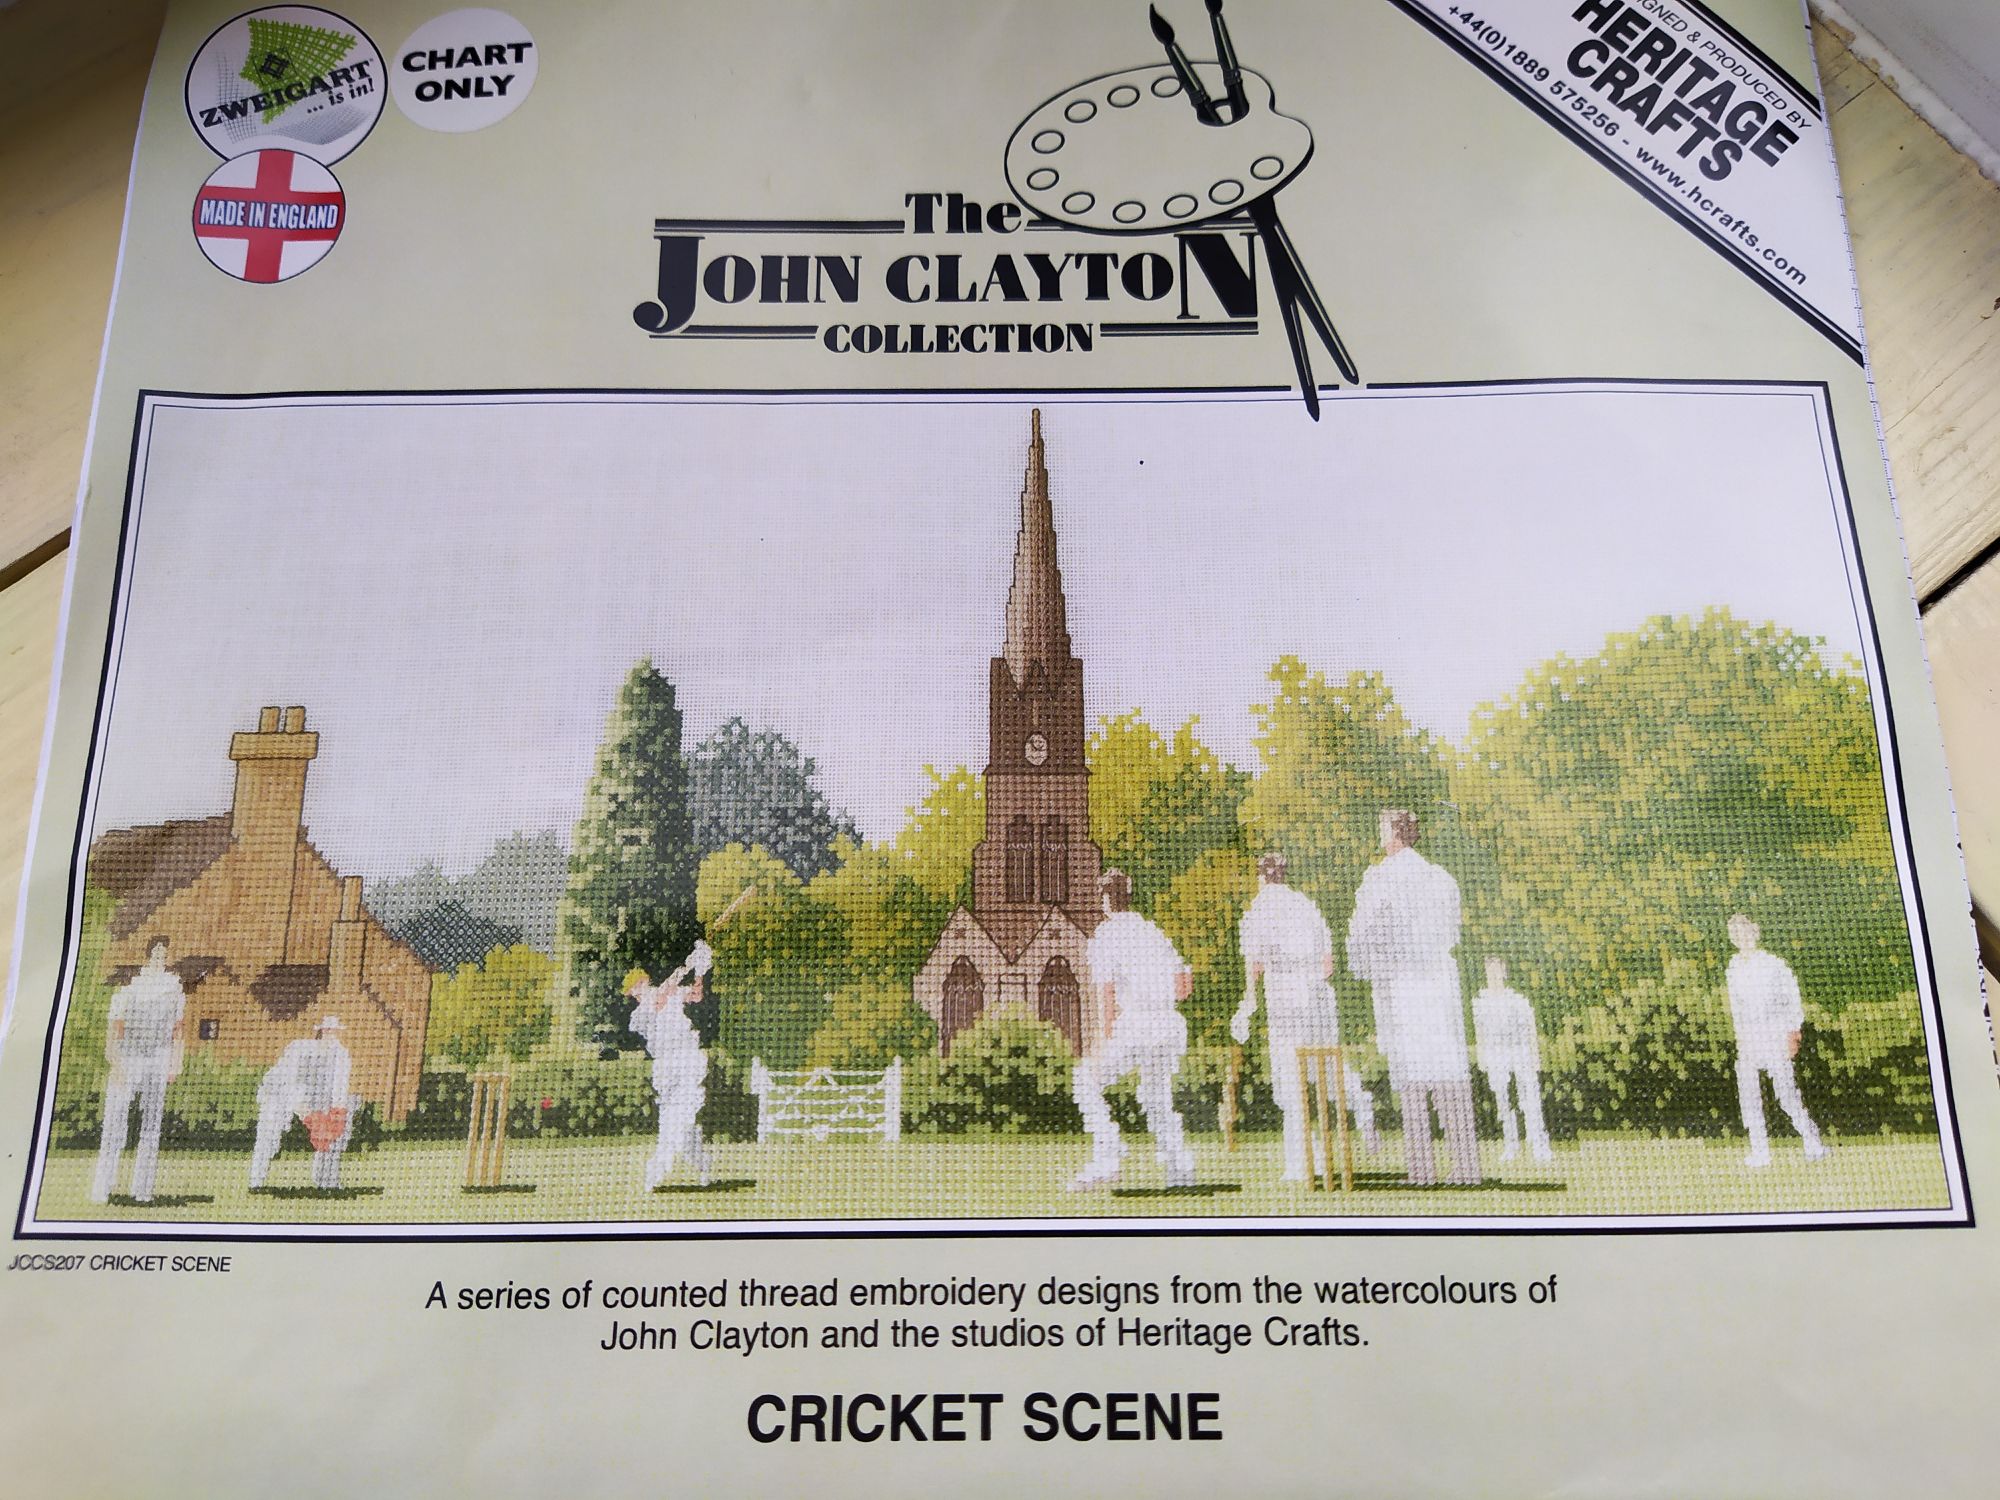 ZWEIGART
... is in!
CHART
ONLY
MADE IN ENGLAND
The
JOHN CLAYTON
COLLECTION
& PRODUCED BY
HERITAGE
CRAFTS
+44(0)1889 575256 - www.hcrafts.com
JCCS207 CRICKET SCENE
A series of counted thread embroidery designs from the watercolours of
John Clayton and the studios of Heritage Crafts.
CRICKET SCENE